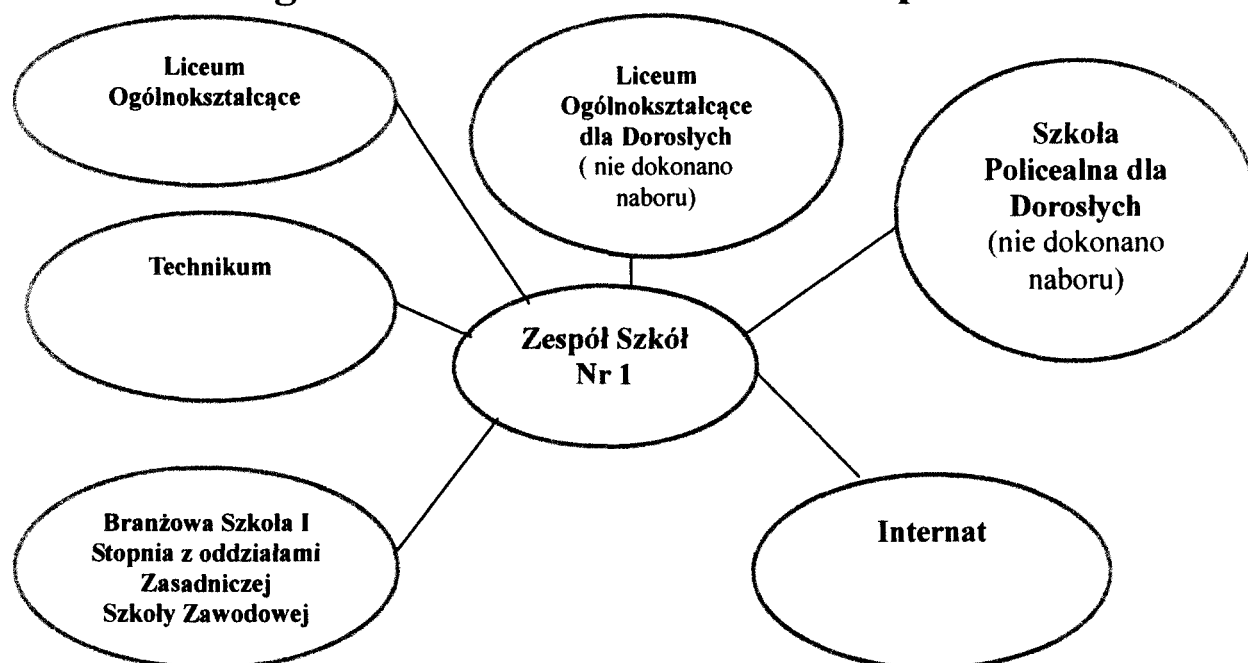 Liceum
Ogólnokształcące
Liceum
Ogólnokształcące
dla Dorosłych
( nie dokonano
naboru)
Szkoła
Policealna dla
Dorosłych
(nie dokonano
naboru)
Technikum
Zespół Szkół
Nr 1
Branżowa Szkoła I
Stopnia z oddziałami
Zasadniczej
Szkoły Zawodowej
Internat